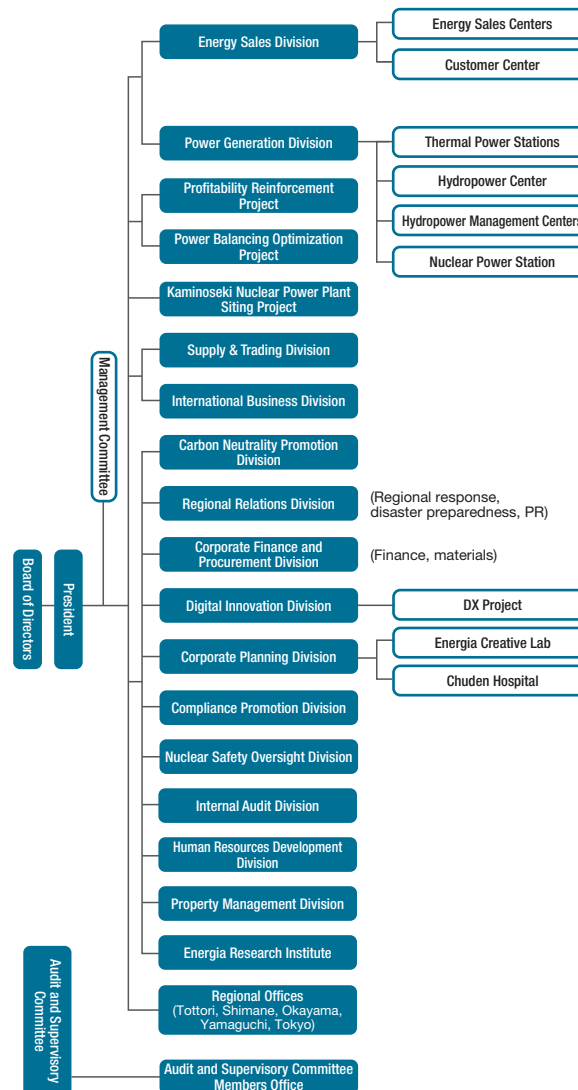 Energy Sales Division
Energy Sales Centers
Customer Center
Power Generation Division
Thermal Power Stations
Hydropower Center
Hydropower Management Centers
Nuclear Power Station
Profitability Reinforcement
Project
Power Balancing Optimization
Project
Kaminoseki Nuclear Power Plant
Siting Project
Supply & Trading Division
International Business Division
Management Committee
Carbon Neutrality Promotion
Division
Regional Relations Division
(Regional response,
disaster preparedness, PR)
Corporate Finance and
Procurement Division
(Finance, materials)
Board of Directors
President
Digital Innovation Division
DX Project
Corporate Planning Division
Energia Creative Lab
Chuden Hospital
Compliance Promotion Division
Nuclear Safety Oversight Division
Internal Audit Division
Human Resources Development
Division
Property Management Division
Energia Research Institute
Regional Offices
(Tottori, Shimane, Okayama,
Yamaguchi, Tokyo)
Audit and Supervisory
Committee
Audit and Supervisory Committee
Members Office